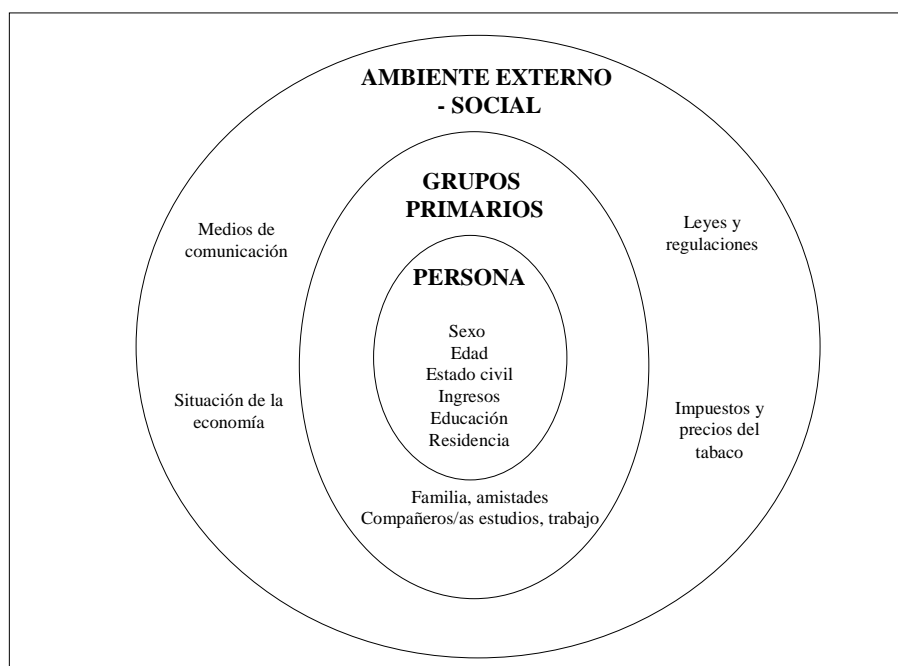 AMBIENTE EXTERNO
- SOCIAL
GRUPOS
PRIMARIOS
Medios de
comunicación
Leyes y
regulaciones
PERSONA
Sexo
Edad
Estado civil
Ingresos
Educación
Residencia
Situación de la
economía
Impuestos y
precios del
tabaco
Familia, amistades
Compañeros/as estudios, trabajo